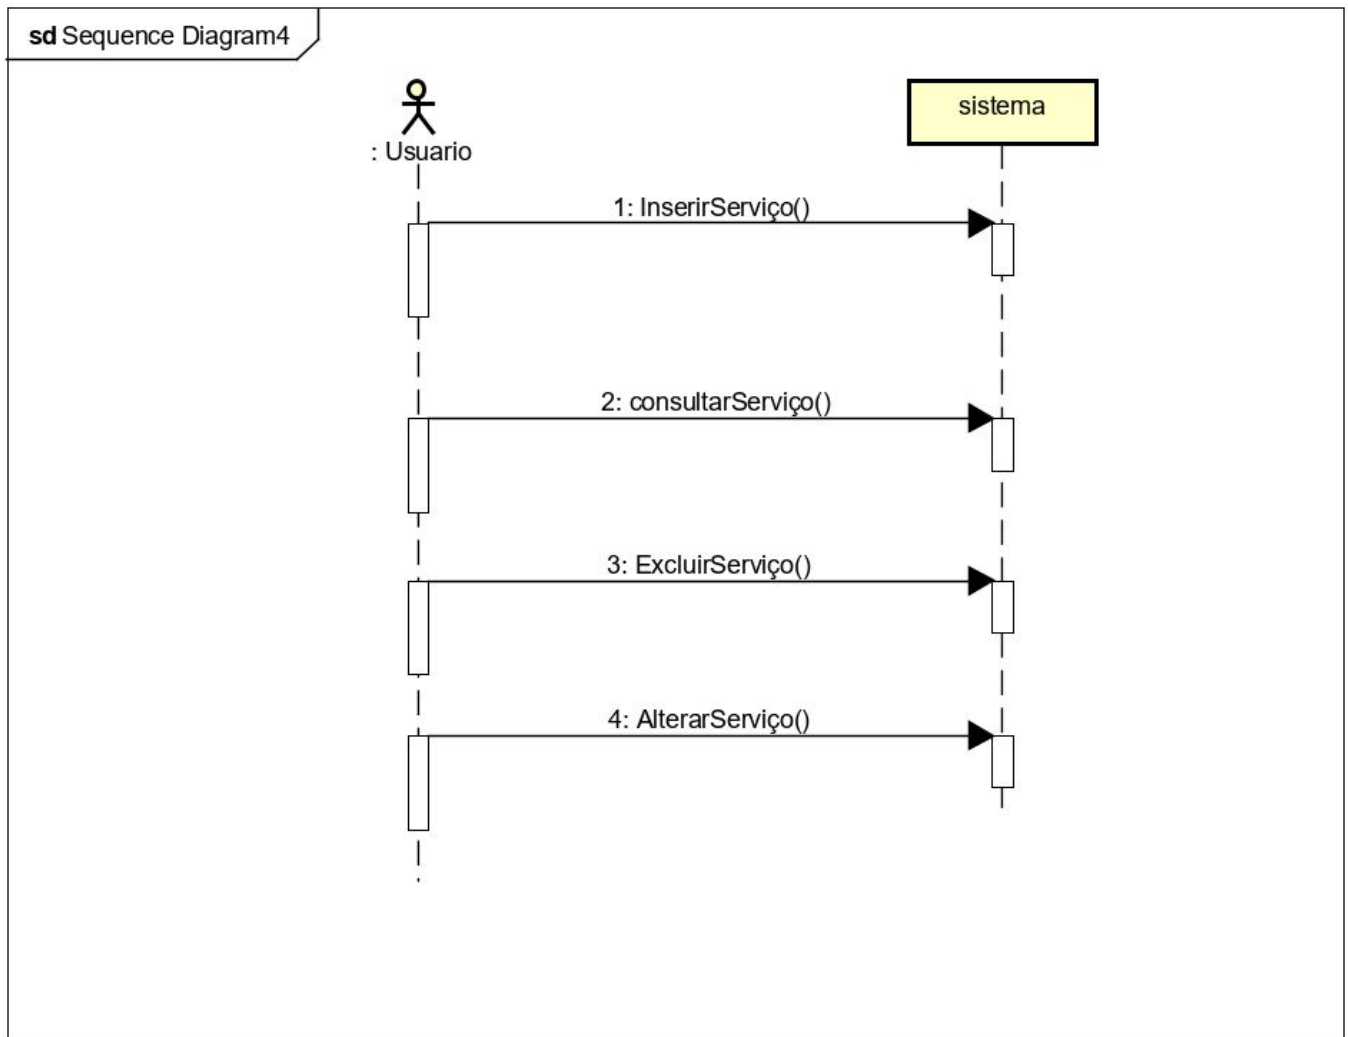 sd Sequence Diagram4
: Usuario
sistema
1: InserirServiço()
2: consultarServiço()
3: ExcluirServiço()
4: AlterarServiço()